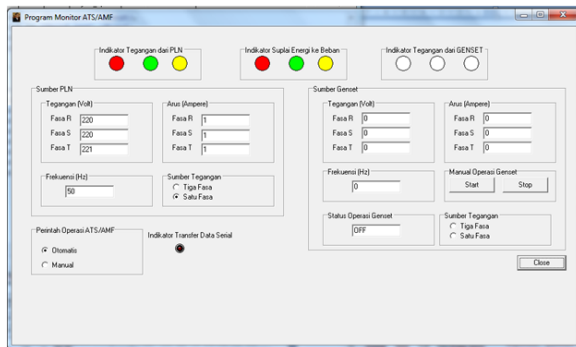 Program Monitor ATS/AMF
Indikator Tegangan dari PLN
Indikator Suplai Energi ke Beban
Indikator Tegangan dari GENSET
Sumber PLN
Tegangan (Volt)
Fasa R 220
Fasa S 220
Fasa T 221
Arus (Ampere)
Fasa R 1
Fasa S 1
Fasa T 1
Frekuensi (Hz)
50
Sumber Tegangan
Tiga Fasa
Satu Fasa
Sumber Genset
Tegangan (Volt)
Fasa R 0
Fasa S 0
Fasa T 0
Arus (Ampere)
Fasa R 0
Fasa S 0
Fasa T 0
Frekuensi (Hz)
0
Manual Operasi Genset
Start Stop
Status Operasi Genset
OFF
Sumber Tegangan
Tiga Fasa
Satu Fasa
Perintah Operasi ATS/AMF
Otomatis
Manual
Indikator Transfer Data Serial
Close